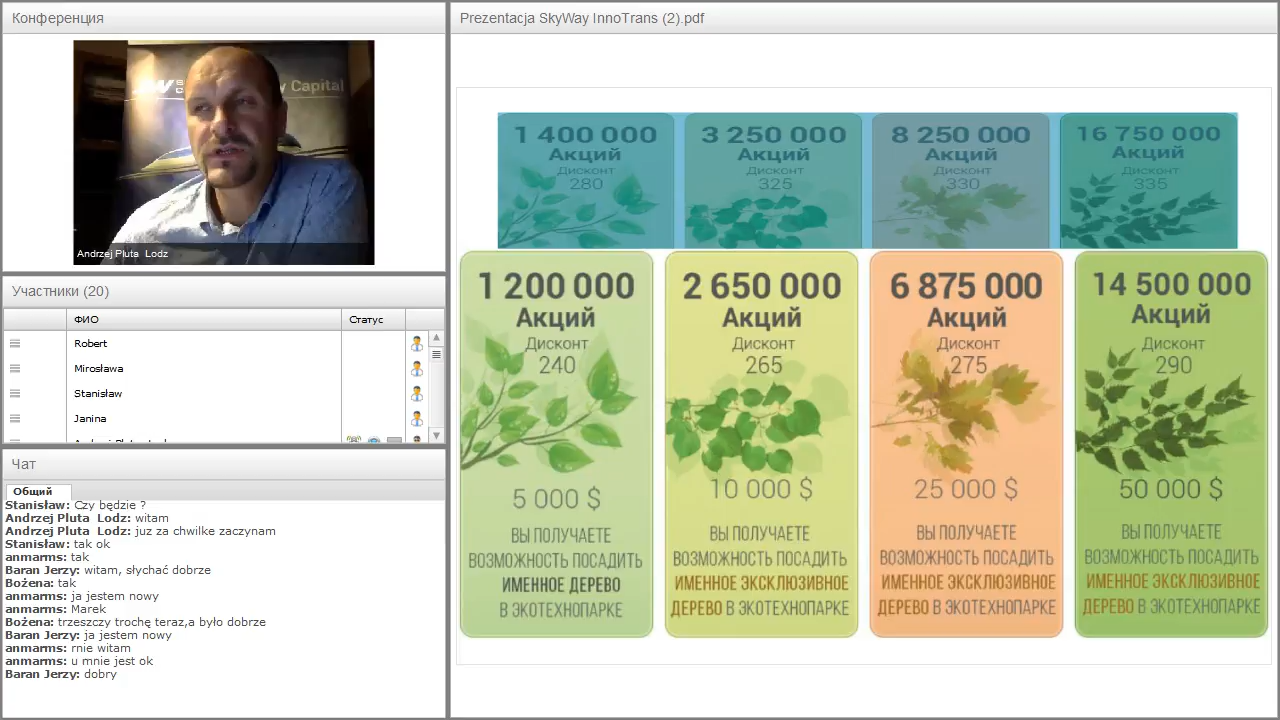 Конференция
y Capital
Andrzej Pluta Lodz
Участники (20)
ФИО
Статус
Robert
Mirosława
Stanisław
Janina
Чат
Общий
Stanisław: Czy będzie ?
Andrzej Pluta Lodz: witam
Andrzej Pluta Lodz: juz za chwilke zaczynam
Stanisław: tak ok
anmarms: tak
Baran Jerzy: witam, słychać dobrze
Bożena: tak
anmarms: ja jestem nowy
anmarms: Marek
Bożena: trzeszczy trochę teraz,a było dobrze
Baran Jerzy: ja jestem nowy
anmarms: rnie witam
anmarms: u mnie jest ok
Baran Jerzy: dobry
Prezentacja SkyWay InnoTrans (2).pdf
1 400 000
Акций
Дисконт
280
3 250 000
Акций
Дисконт
325
8 250 000
Акций
Дисконт
330
16 750 000
Акций
Дисконт
335
1 200 000
Акций
Дисконт
240
5 000 $
ВЫ ПОЛУЧАЕТЕ
ВОЗМОЖНОСТЬ ПОСАДИТЬ
ИМЕННОЕ ДЕРЕВО
В ЭКОТЕХНОПАРКЕ
2 650 000
Акций
Дисконт
265
10 000 $
ВЫ ПОЛУЧАЕТЕ
ВОЗМОЖНОСТЬ ПОСАДИТЬ
ИМЕННОЕ ЭКСКЛЮЗИВНОЕ
ДЕРЕВО В ЭКОТЕХНОПАРКЕ
6 875 000
Акций
Дисконт
275
25 000 $
ВЫ ПОЛУЧАЕТЕ
ВОЗМОЖНОСТЬ ПОСАДИТЬ
ИМЕННОЕ ЭКСКЛЮЗИВНОЕ
ДЕРЕВО В ЭКОТЕХНОПАРКЕ
14 500 000
Акций
Дисконт
290
50 000 $
ВЫ ПОЛУЧАЕТЕ
ВОЗМОЖНОСТЬ ПОСАДИТЬ
ИМЕННОЕ ЭКСКЛЮЗИВНОЕ
ДЕРЕВО В ЭКОТЕХНОПАРКЕ